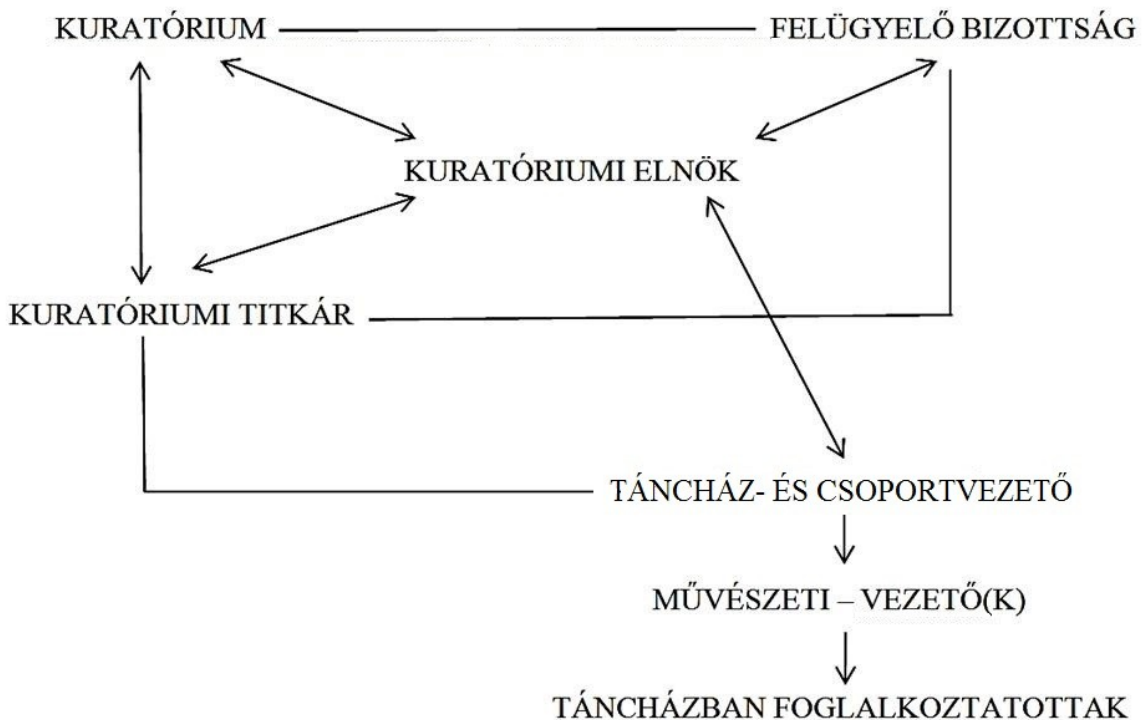 KURATÓRIUM
FELÜGYELŐ BIZOTTSÁG
KURATÓRIUMI ELNÖK
KURATÓRIUMI TITKÁR
TÁNCHÁZ- ÉS CSOPORTVEZETŐ
MŰVÉSZETI – VEZETŐ(K)
TÁNCHÁZBAN FOGLALKOZTATOTTAK